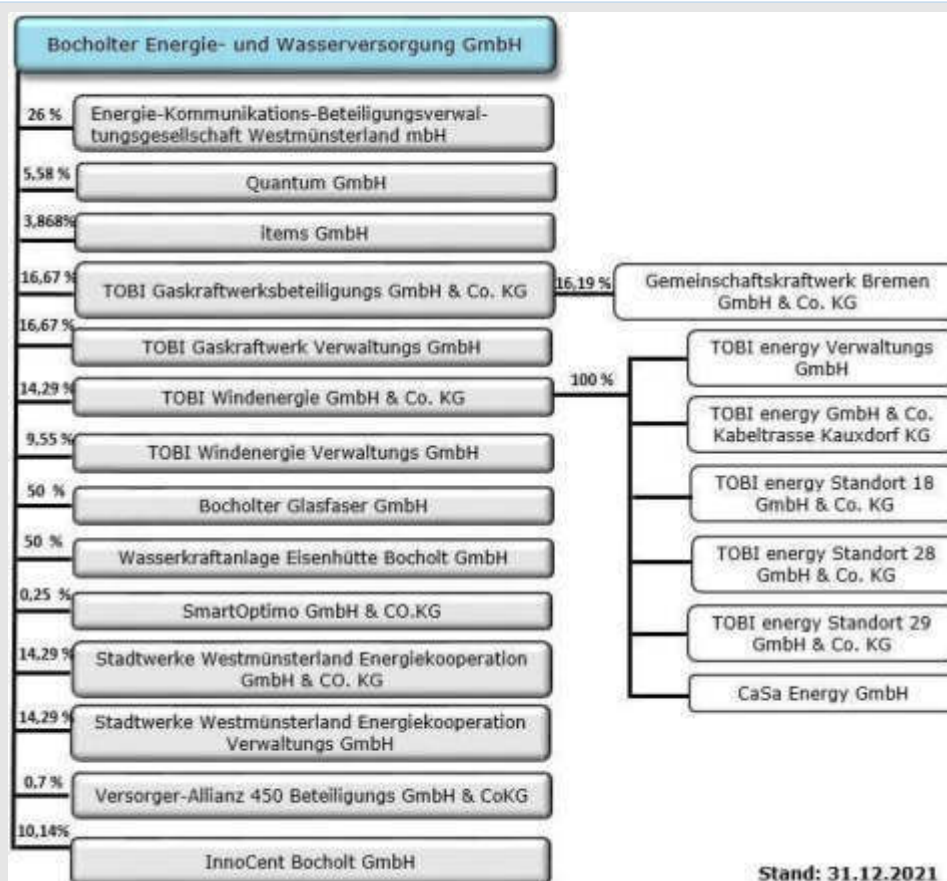 Bocholter Energie- und Wasserversorgung GmbH
26 %
Energie-Kommunikations-Beteiligungsverwal-
tungsgesellschaft Westmünsterland mbH
5,58 %
Quantum GmbH
3,868%
items GmbH
16,67 %
TOBI Gaskraftwerksbeteiligungs GmbH & Co. KG
16,19 %
Gemeinschaftskraftwerk Bremen
GmbH & Co. KG
16,67 %
TOBI Gaskraftwerk Verwaltungs GmbH
14,29 %
TOBI Windenergie GmbH & Co. KG
100 %
TOBI energy Verwaltungs
GmbH
TOBI energy GmbH & Co.
Kabeltrasse Kauxdorf KG
TOBI energy Standort 18
GmbH & Co. KG
TOBI energy Standort 28
GmbH & Co. KG
TOBI energy Standort 29
GmbH & Co. KG
CaSa Energy GmbH
9,55 %
TOBI Windenergie Verwaltungs GmbH
50 %
Bocholter Glasfaser GmbH
50 %
Wasserkraftanlage Eisenhütte Bocholt GmbH
0,25 %
SmartOptimo GmbH & CO.KG
14,29 %
Stadtwerke Westmünsterland Energiekooperation
GmbH & CO. KG
14,29 %
Stadtwerke Westmünsterland Energiekooperation
Verwaltungs GmbH
0,7 %
Versorger-Allianz 450 Beteiligungs GmbH & CoKG
10,14%
InnoCent Bocholt GmbH
Stand: 31.12.2021